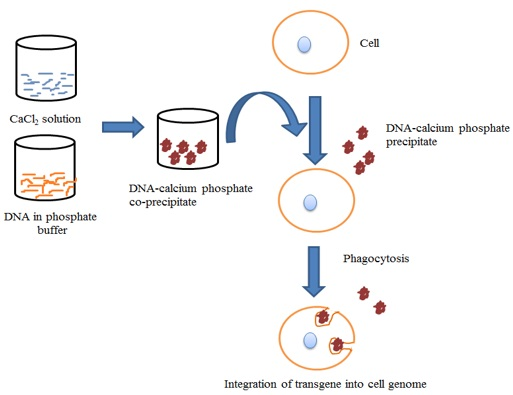 Cell
CaCl₂ solution
DNA-calcium phosphate
precipitate
DNA-calcium phosphate
co-precipitate
DNA in phosphate
buffer
Phagocytosis
Integration of transgene into cell genome